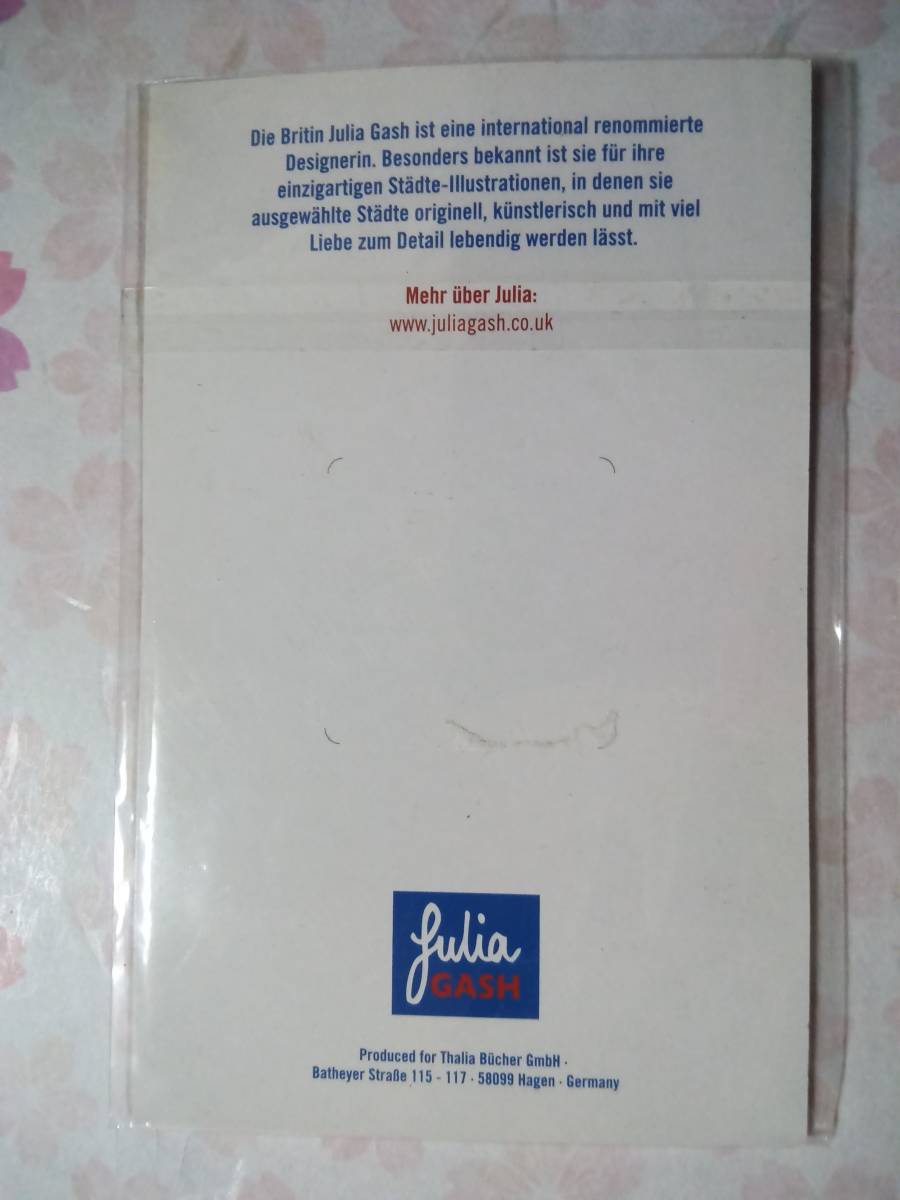 Die Britin Julia Gash ist eine international renommierte
Designerin. Besonders bekannt ist sie für ihre
einzigartigen Städte-Illustrationen, in denen sie
ausgewählte Städte originell, künstlerisch und mit viel
Liebe zum Detail lebendig werden lässt.
Mehr über Julia:
www.juliagash.co.uk
Julia
GASH
Produced for Thalia Bücher GmbH ·
Batheyer Straße 115 - 117 · 58099 Hagen · Germany